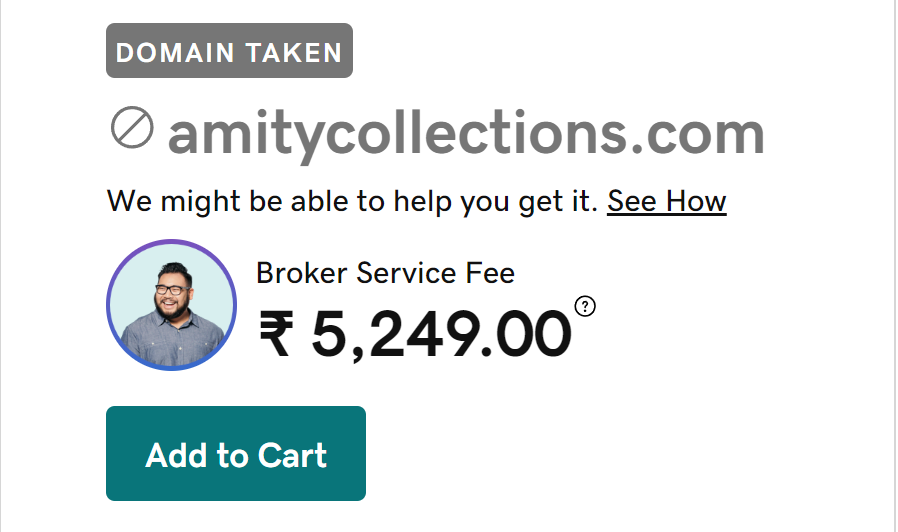 DOMAIN TAKEN
amitycollections.com
We might be able to help you get it. See How
Broker Service Fee
₹ 5,249.00 ?
Add to Cart